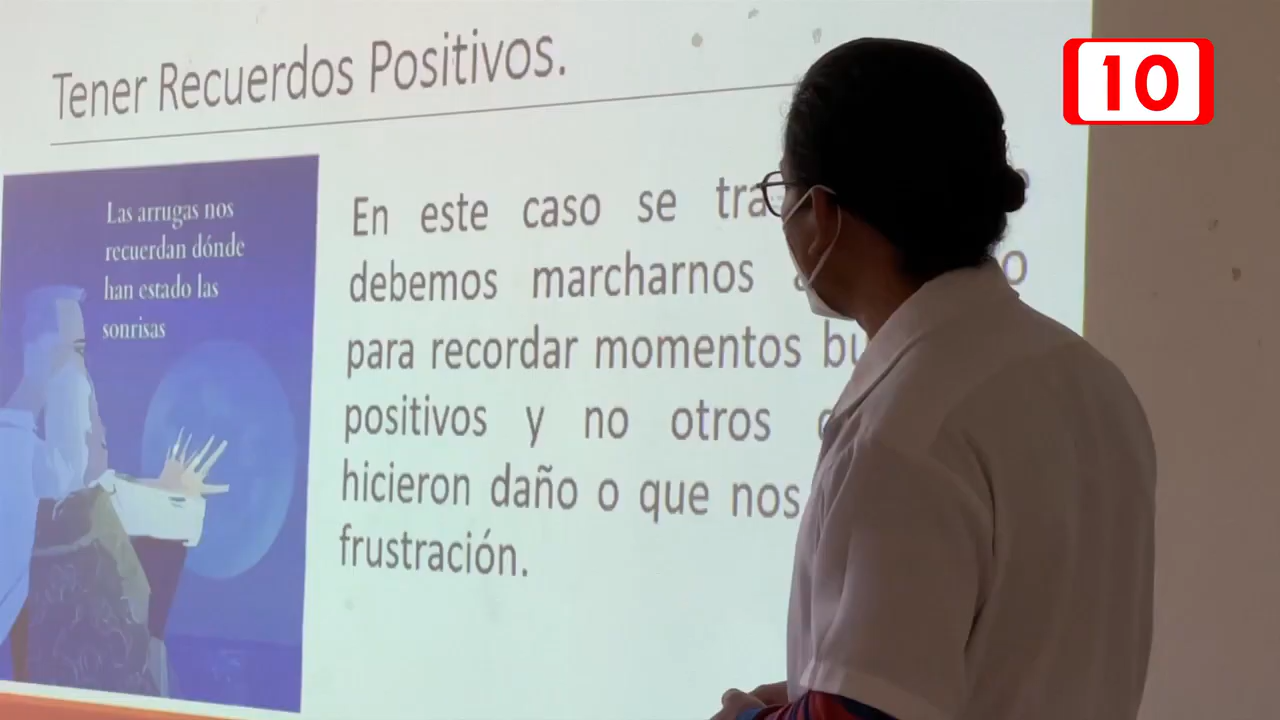 Tener Recuerdos Positivos.
10
Las arrugas nos
recuerdan dónde
han estado las
sonrisas
En este caso se
debemos marcharnos
para recordar momentos
positivos y no otros
hicieron daño o que nos
frustración.